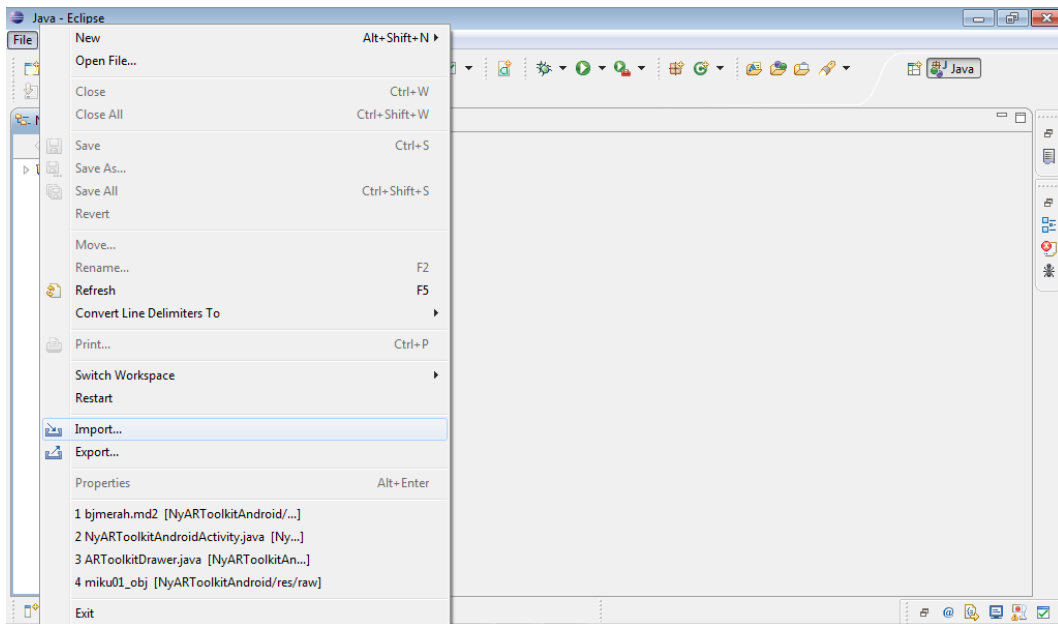 Java - Eclipse
File
New Alt+Shift+N
Open File...
Close Ctrl+W
Close All Ctrl+Shift+W
Save Ctrl+S
Save As...
Save All Ctrl+Shift+S
Revert
Move...
Rename... F2
Refresh F5
Convert Line Delimiters To
Print... Ctrl+P
Switch Workspace
Restart
Import...
Export...
Properties Alt+Enter
1 bjmerah.md2 [NyARToolkitAndroid/...]
2 NyARToolkitAndroidActivity.java [Ny...]
3 ARToolkitDrawer.java [NyARToolkitAn...]
4 miku01_obj [NyARToolkitAndroid/res/raw]
Exit
Java